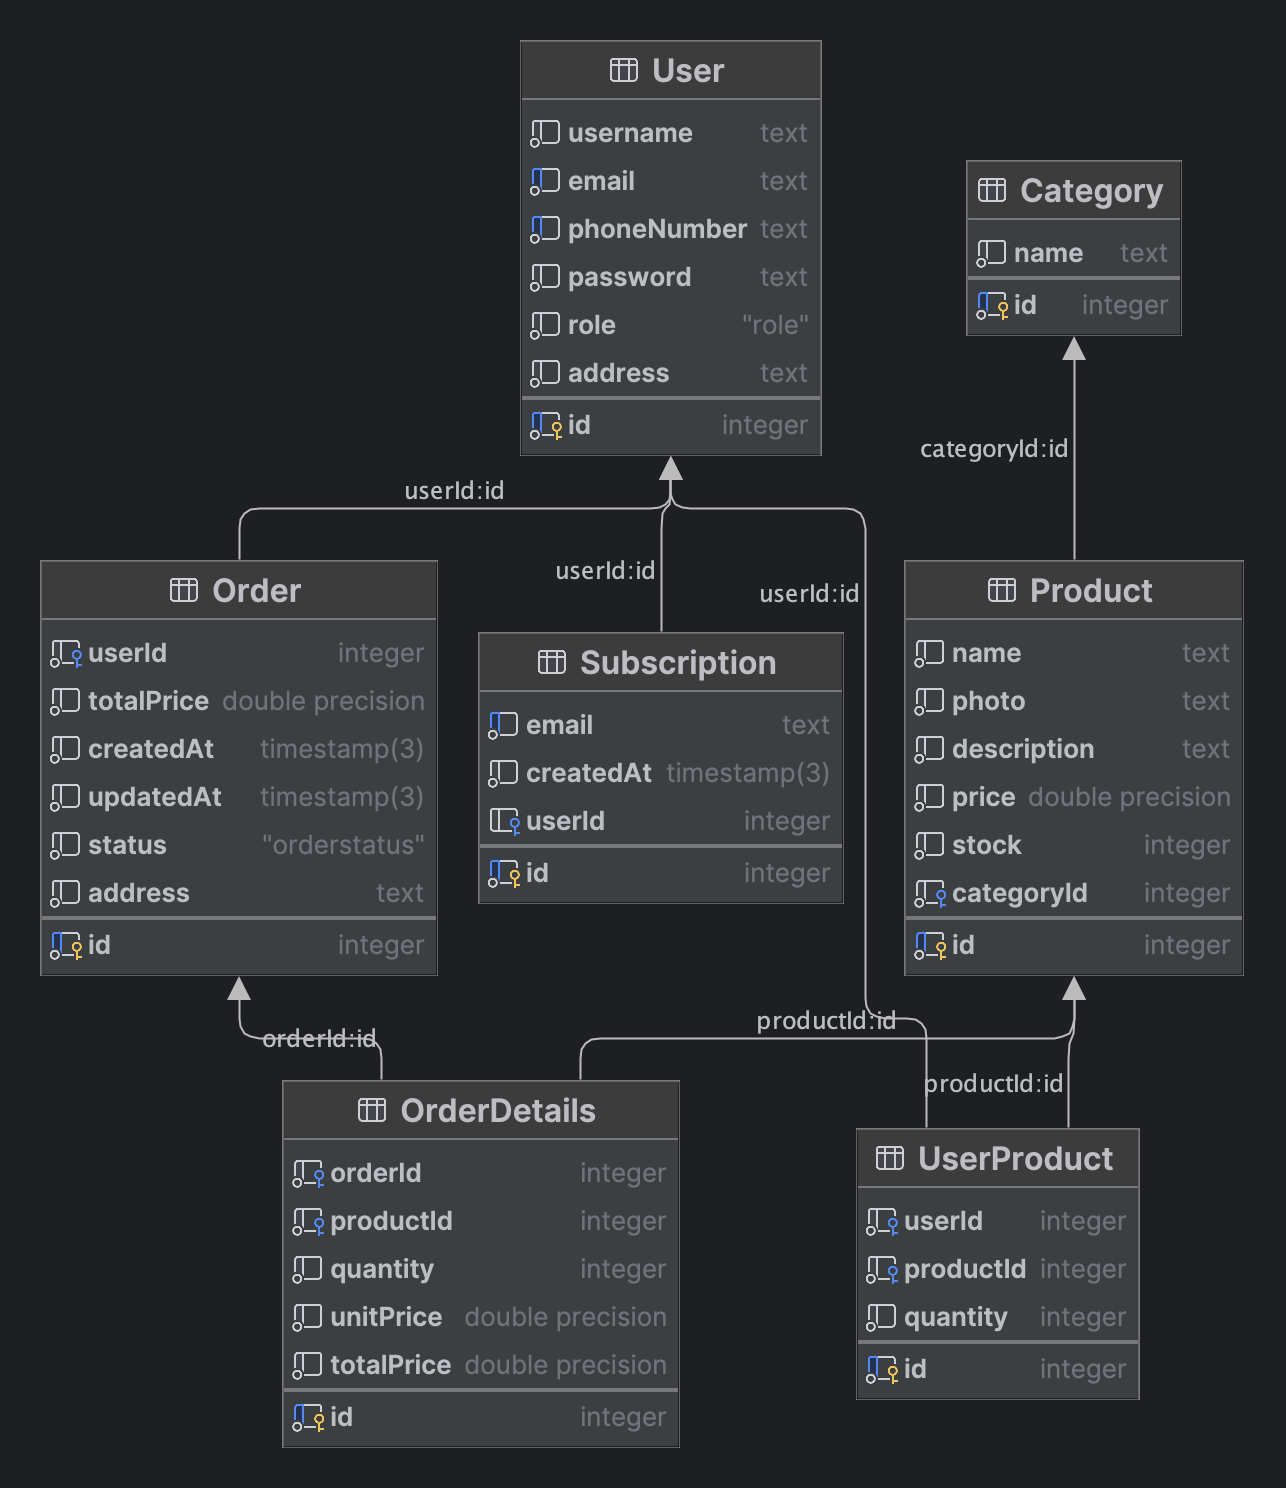 User
username text
email text
phoneNumber text
password text
role "role"
address text
id integer
Category
name text
id integer
categoryId:id
userId:id
userId:id
userId:id
Order
userId integer
totalPrice double precision
createdAt timestamp(3)
updatedAt timestamp(3)
status "orderstatus"
address text
id integer
Subscription
email text
createdAt timestamp(3)
userId integer
id integer
Product
name text
photo text
description text
price double precision
stock integer
categoryId integer
id integer
orderId:id
productId:id
productId:id
OrderDetails
orderId integer
productId integer
quantity integer
unitPrice double precision
totalPrice double precision
id integer
UserProduct
userId integer
productId integer
quantity integer
id integer